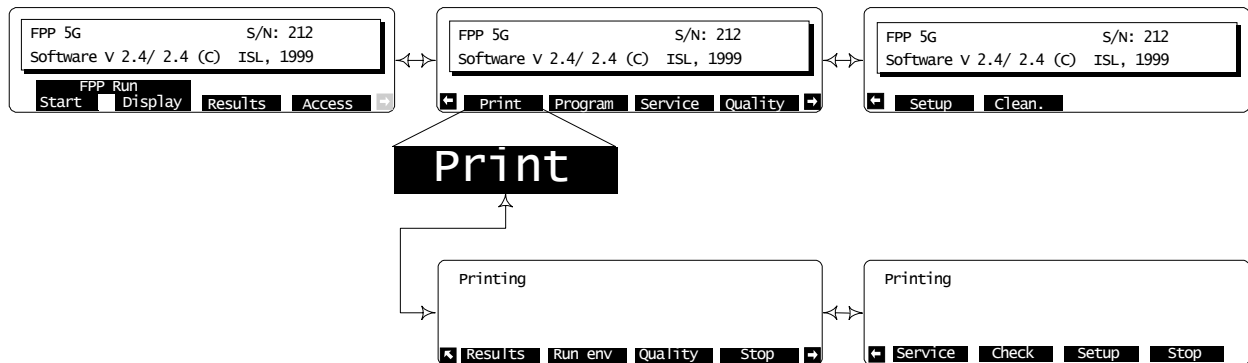 FPP 5G S/N: 212
Software V 2.4/ 2.4 (C) ISL, 1999
FPP Run
Start Display Results Access
FPP 5G S/N: 212
Software V 2.4/ 2.4 (C) ISL, 1999
Print Program Service Quality
FPP 5G S/N: 212
Software V 2.4/ 2.4 (C) ISL, 1999
Setup Clean.
Print
Printing
Results Run env Quality Stop
Printing
Service Check Setup Stop